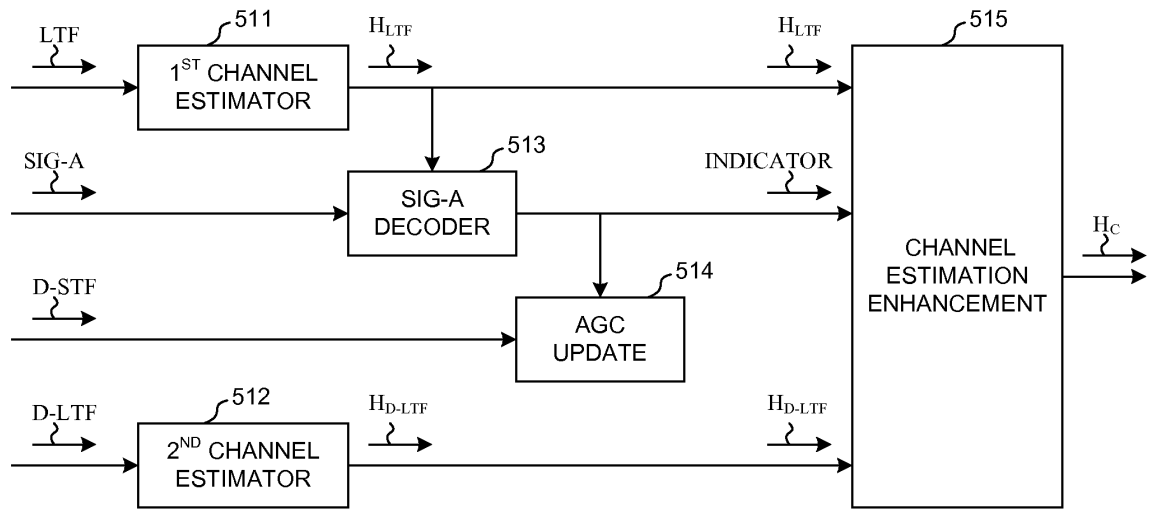 511
515
LTF
H_LTF
H_LTF
1ST CHANNEL
ESTIMATOR
513
SIG-A
INDICATOR
SIG-A
DECODER
514
H_C
CHANNEL
ESTIMATION
ENHANCEMENT
D-STF
AGC
UPDATE
512
D-LTF
H_D-LTF
H_D-LTF
2ND CHANNEL
ESTIMATOR